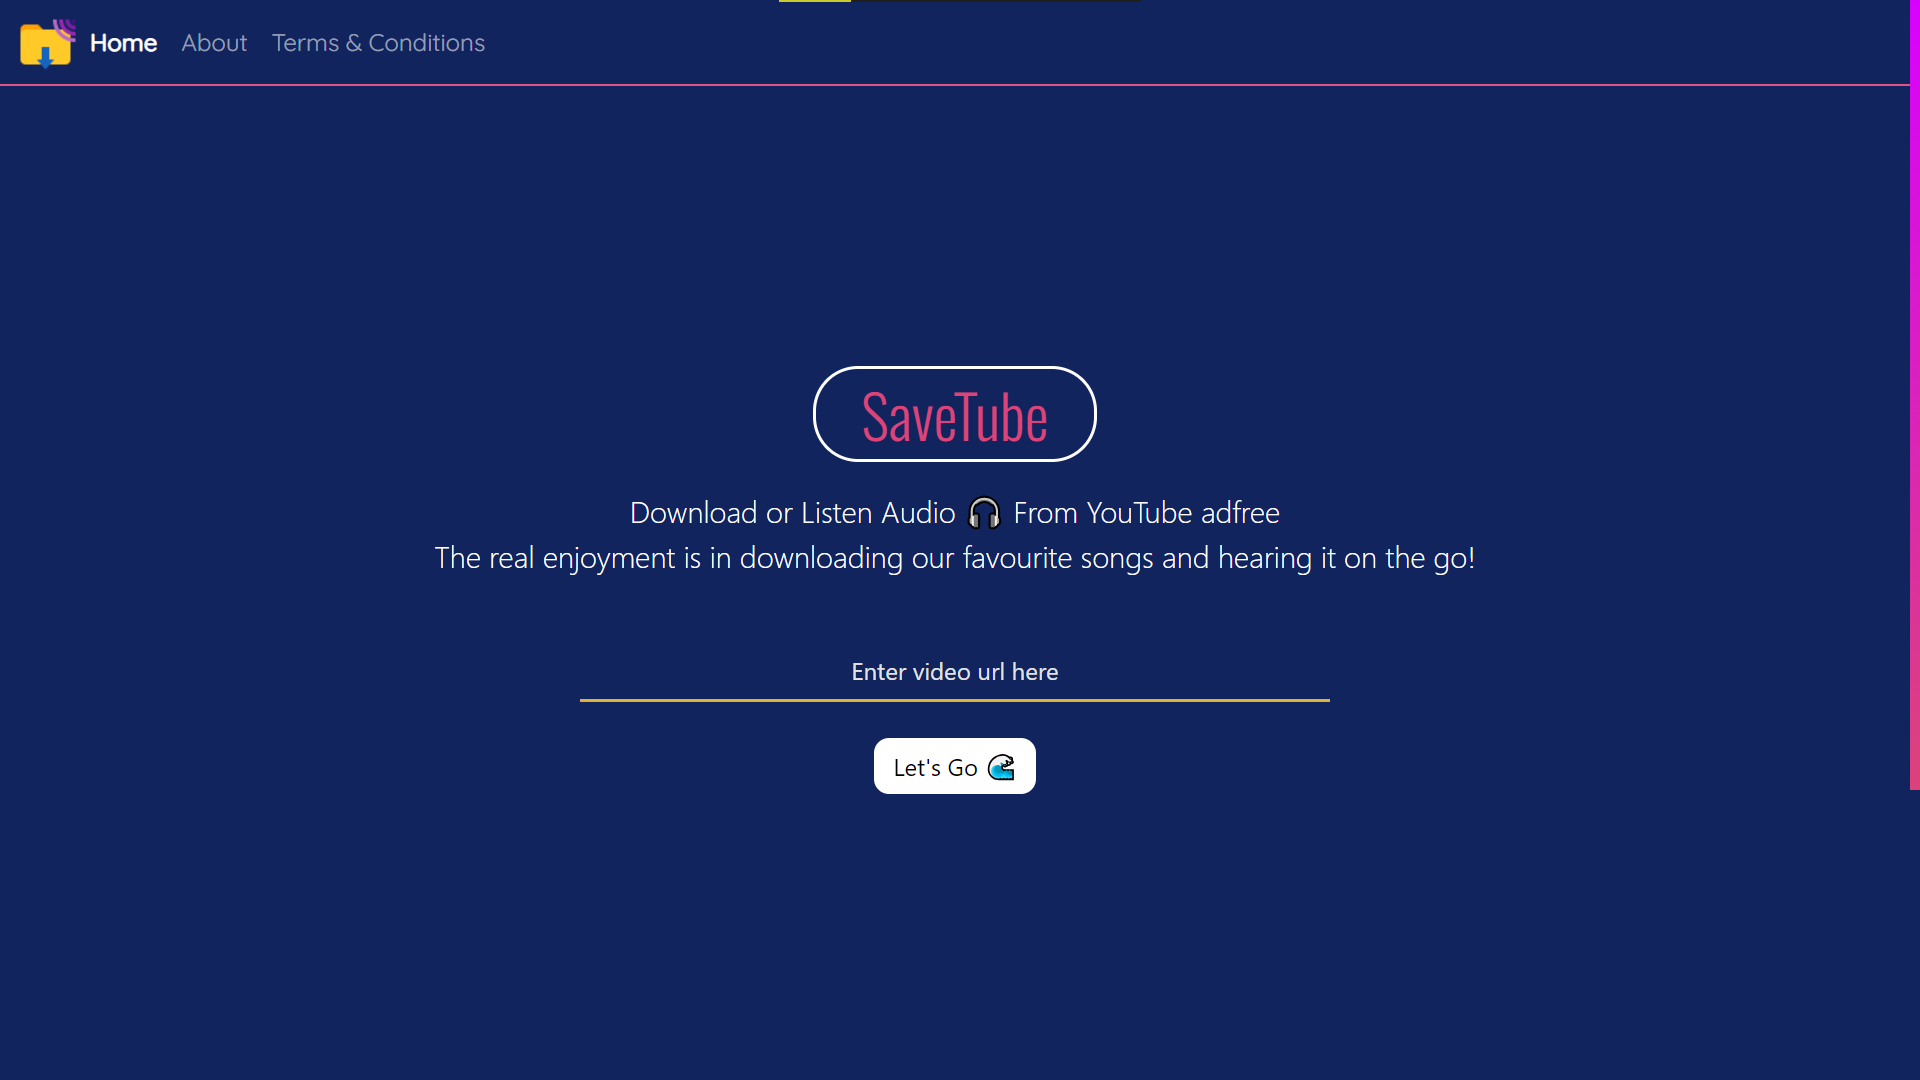 Home About Terms & Conditions
SaveTube
Download or Listen Audio 🎧 From YouTube adfree
The real enjoyment is in downloading our favourite songs and hearing it on the go!
Enter video url here
Let's Go 🌊